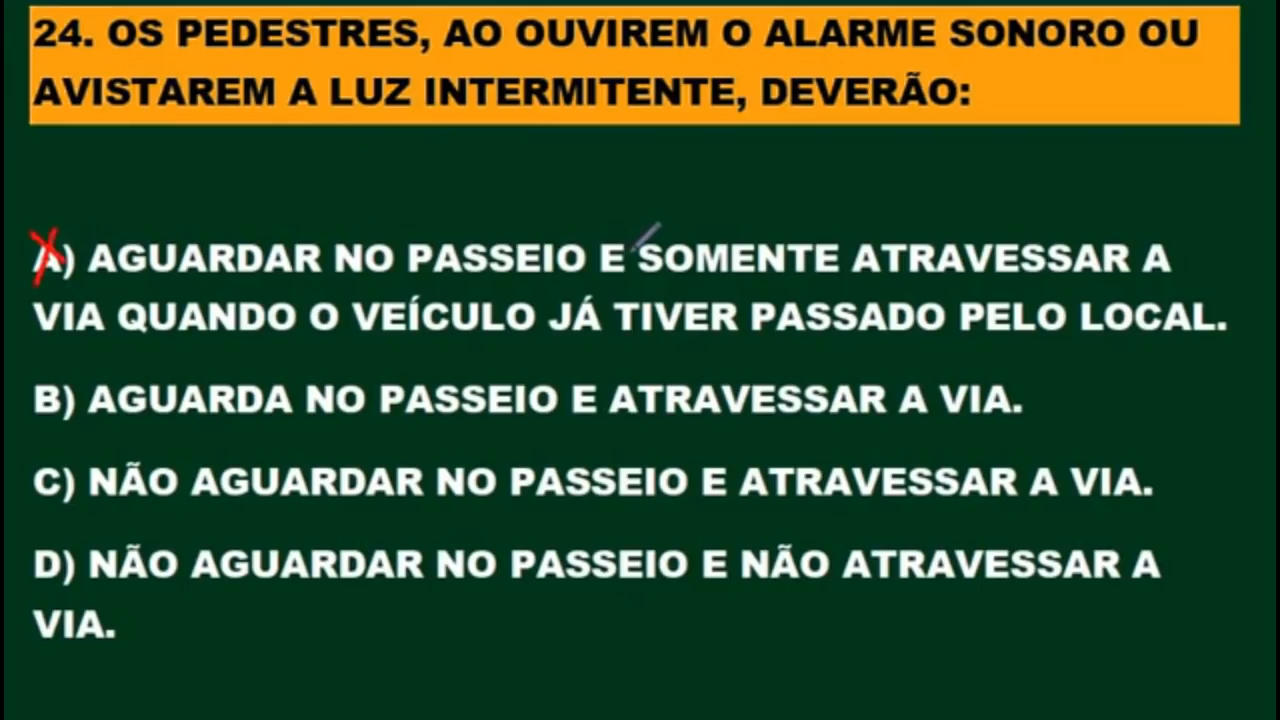 24. OS PEDESTRES, AO OUVIREM O ALARME SONORO OU
AVISTAREM A LUZ INTERMITENTE, DEVERÃO:
A) AGUARDAR NO PASSEIO E SOMENTE ATRAVESSAR A
VIA QUANDO O VEÍCULO JÁ TIVER PASSADO PELO LOCAL.
B) AGUARDA NO PASSEIO E ATRAVESSAR A VIA.
C) NÃO AGUARDAR NO PASSEIO E ATRAVESSAR A VIA.
D) NÃO AGUARDAR NO PASSEIO E NÃO ATRAVESSAR A
VIA.